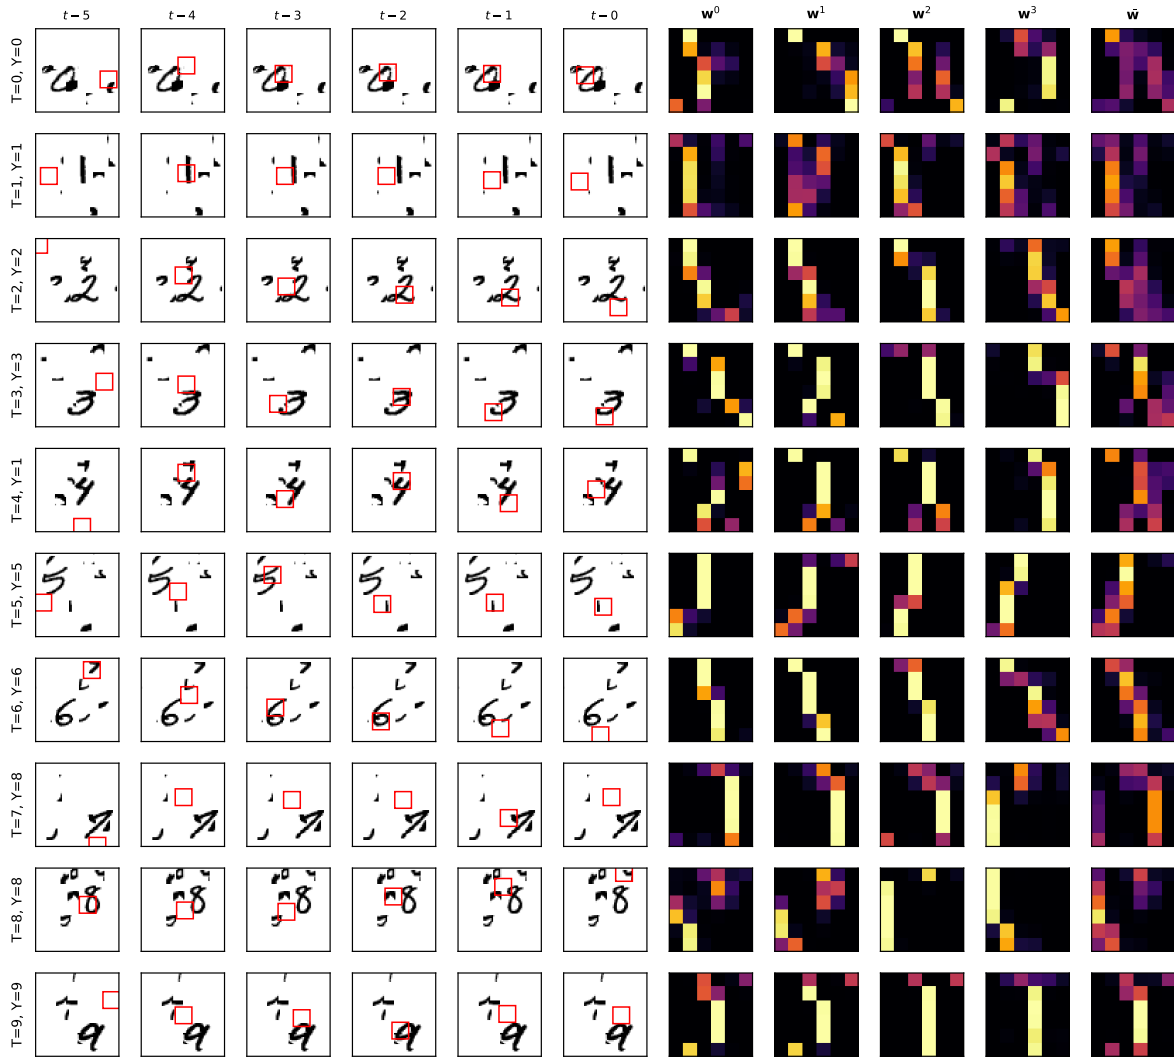 t − 5 t − 4 t − 3 t − 2 t − 1 t − 0 w⁰ w¹ w² w³ w̄
T=0, Y=0
T=1, Y=1
T=2, Y=2
T=3, Y=3
T=4, Y=1
T=5, Y=5
T=6, Y=6
T=7, Y=8
T=8, Y=8
T=9, Y=9